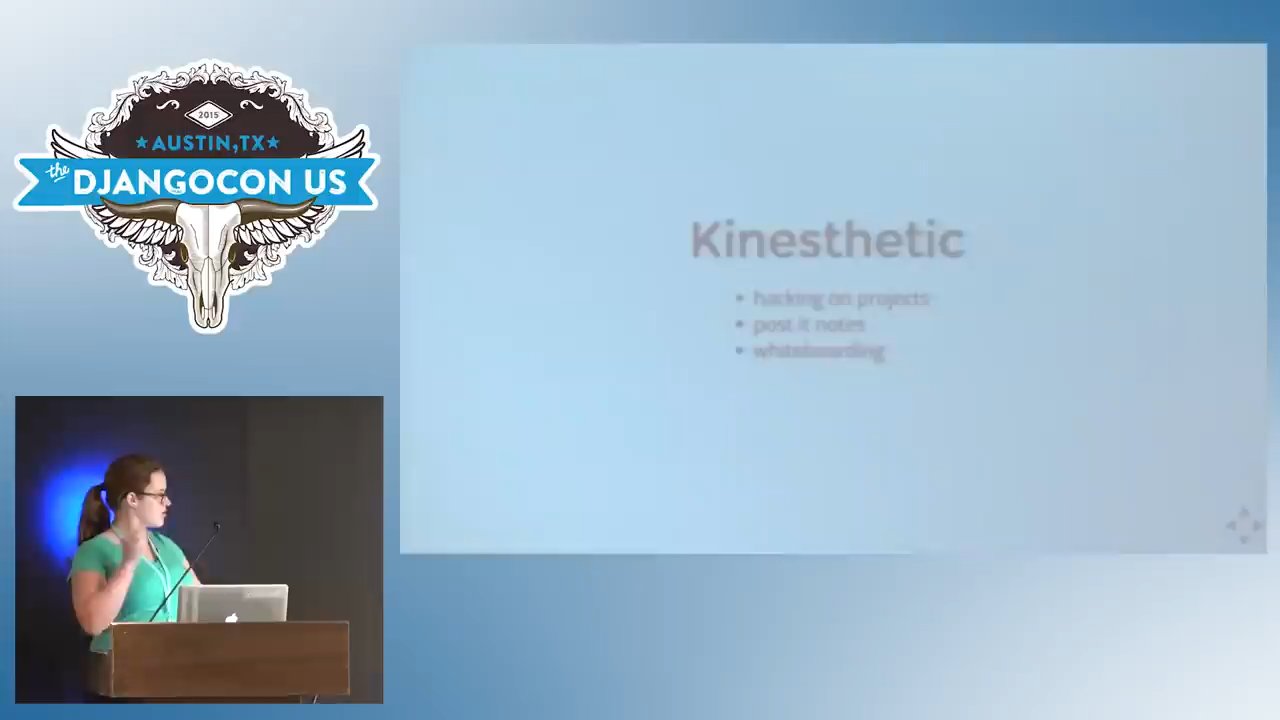 2015
AUSTIN, TX
the
DJANGOCON US
Kinesthetic
hacking on projects
post it notes
whiteboarding